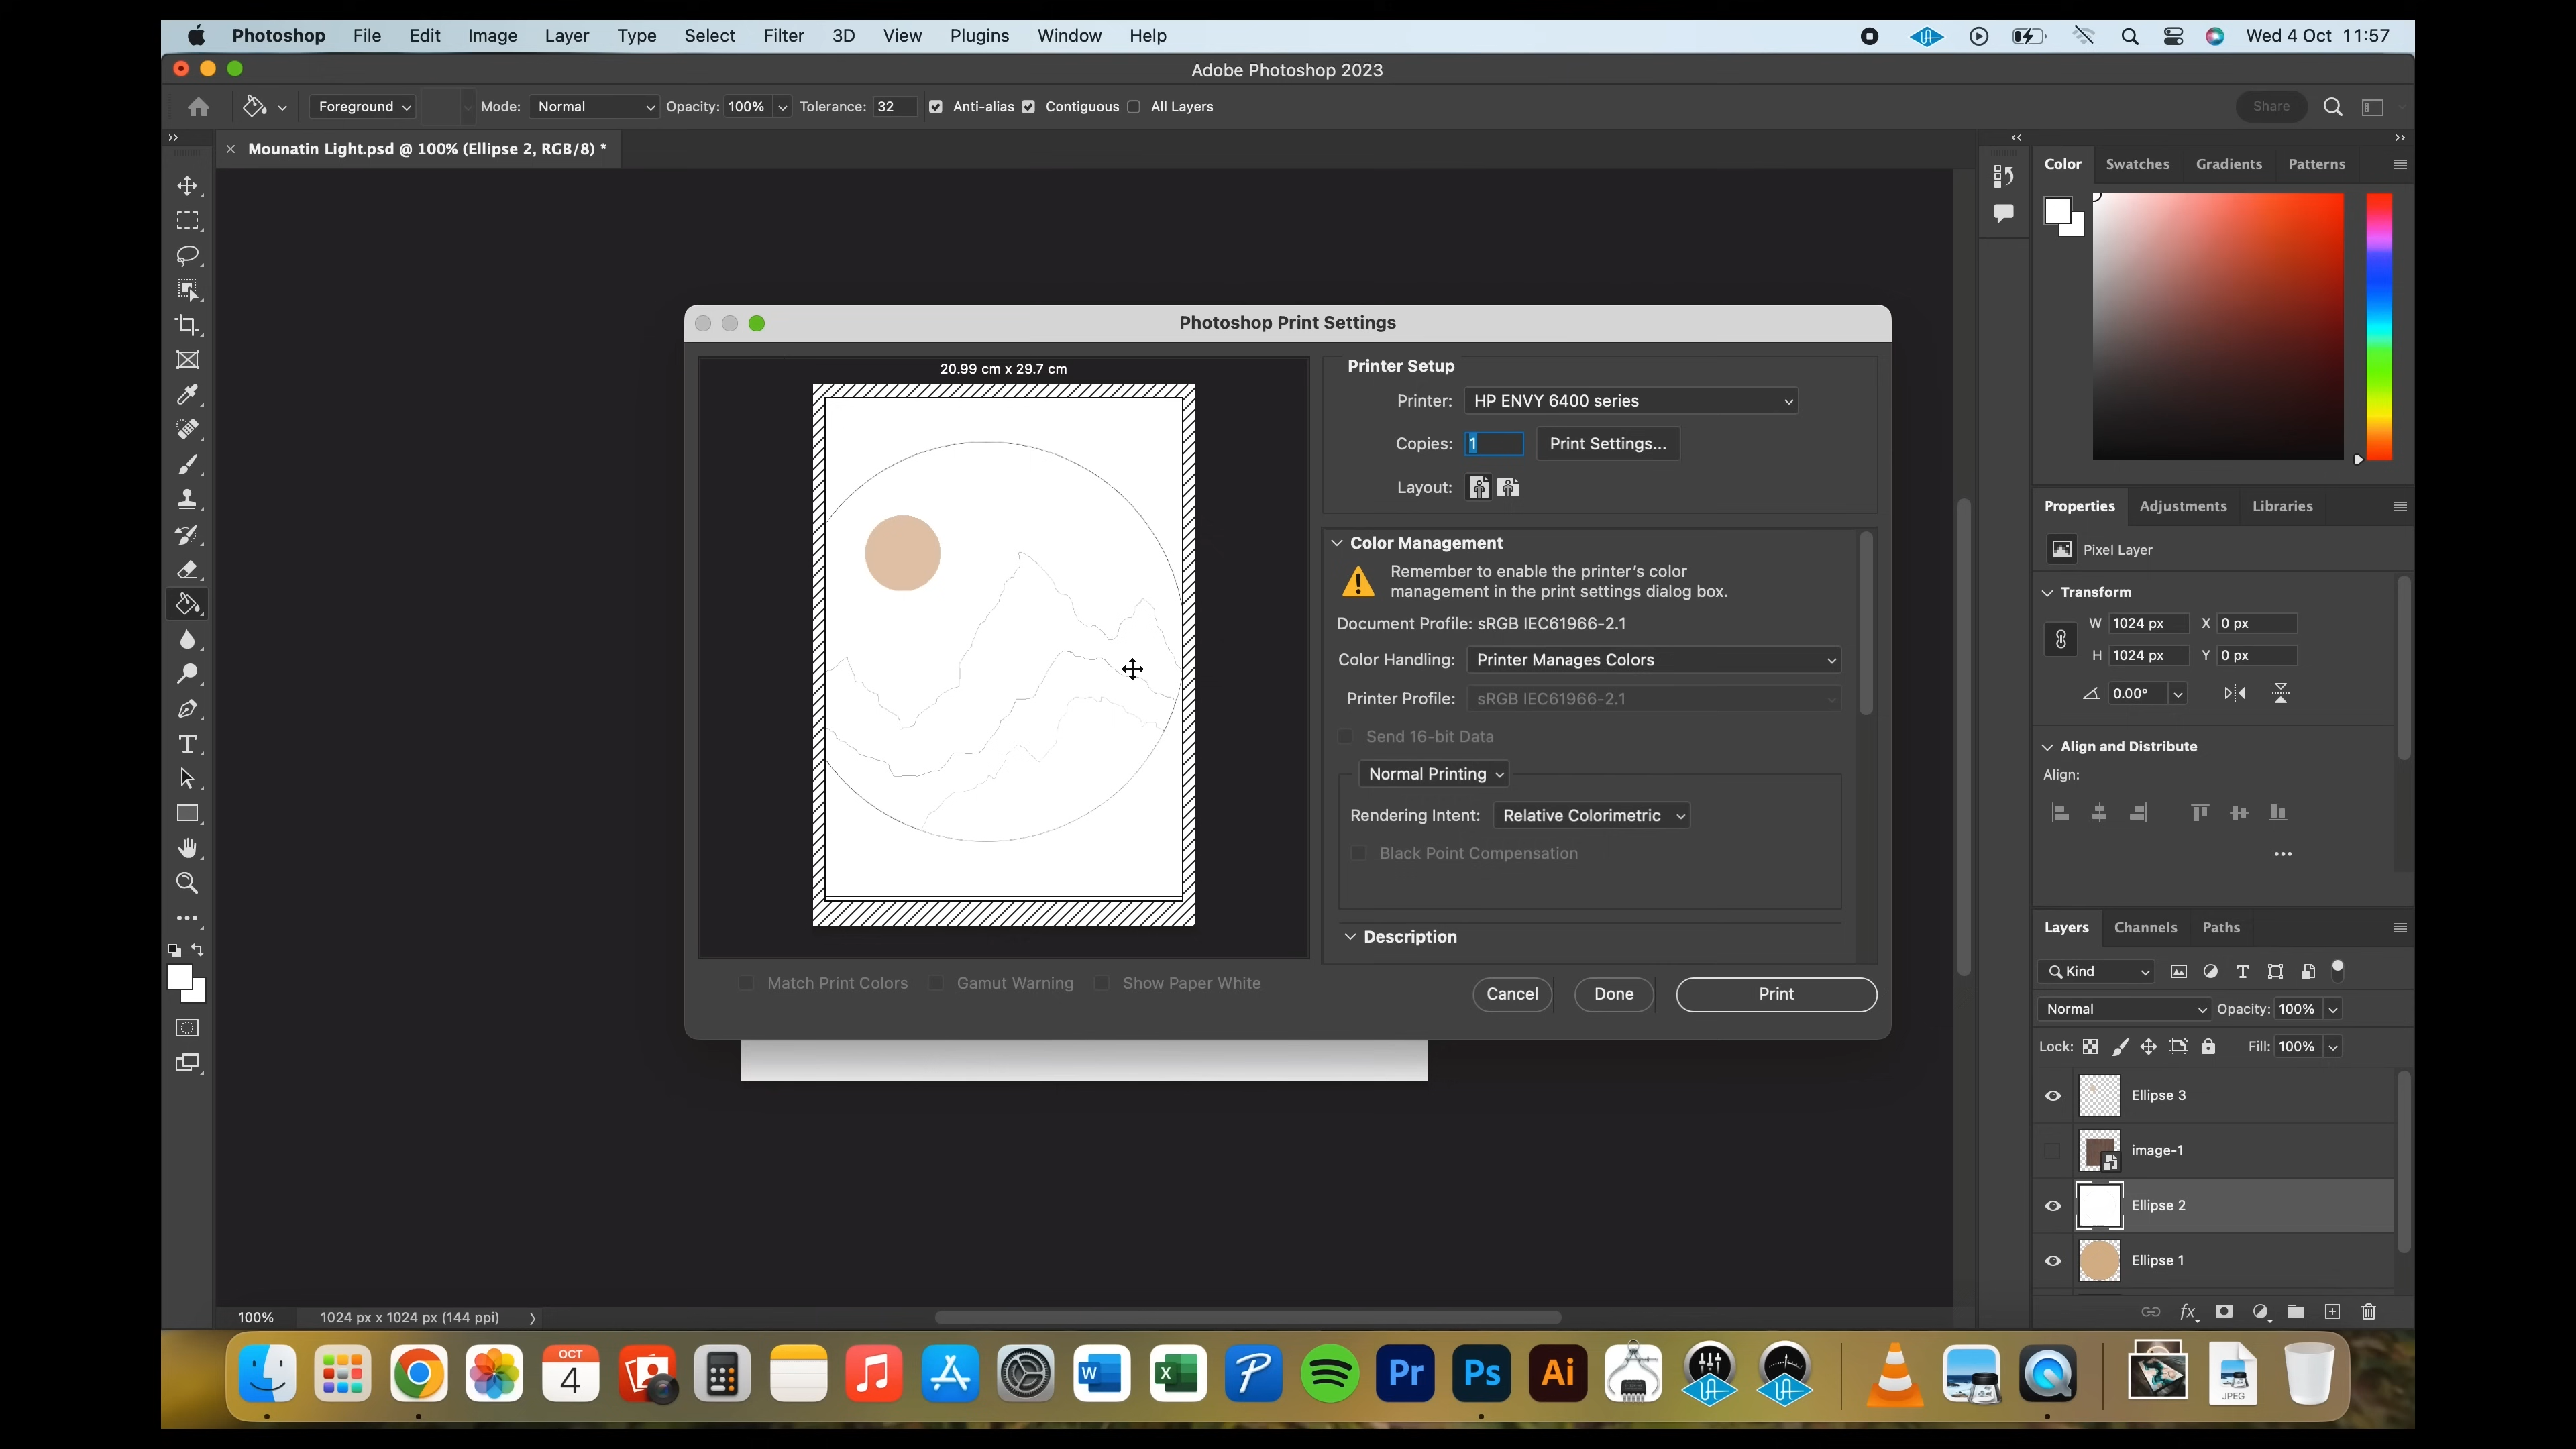 Photoshop File Edit Image Layer Type Select Filter 3D View Plugins Window Help Wed 4 Oct 11:57
Adobe Photoshop 2023
Foreground Mode: Normal Opacity: 100% Tolerance: 32 Anti-alias Contiguous All Layers Share
Mounatin Light.psd @ 100% (Ellipse 2, RGB/8) *
Color Swatches Gradients Patterns
Photoshop Print Settings
20.99 cm x 29.7 cm
Printer Setup
Printer: HP ENVY 6400 series
Copies: 1 Print Settings...
Layout:
Color Management
Remember to enable the printer's color
management in the print settings dialog box.
Document Profile: sRGB IEC61966-2.1
Color Handling: Printer Manages Colors
Printer Profile: sRGB IEC61966-2.1
Send 16-bit Data
Normal Printing
Rendering Intent: Relative Colorimetric
Black Point Compensation
Description
Match Print Colors Gamut Warning Show Paper White
Cancel Done Print
Properties Adjustments Libraries
Pixel Layer
Transform
W 1024 px X 0 px
H 1024 px Y 0 px
0.00°
Align and Distribute
Align:
Layers Channels Paths
Kind
Normal Opacity: 100%
Lock: Fill: 100%
Ellipse 3
image-1
Ellipse 2
Ellipse 1
100% 1024 px x 1024 px (144 ppi)
OCT
4
W
X
P
Pr
Ps
Ai
JPEG